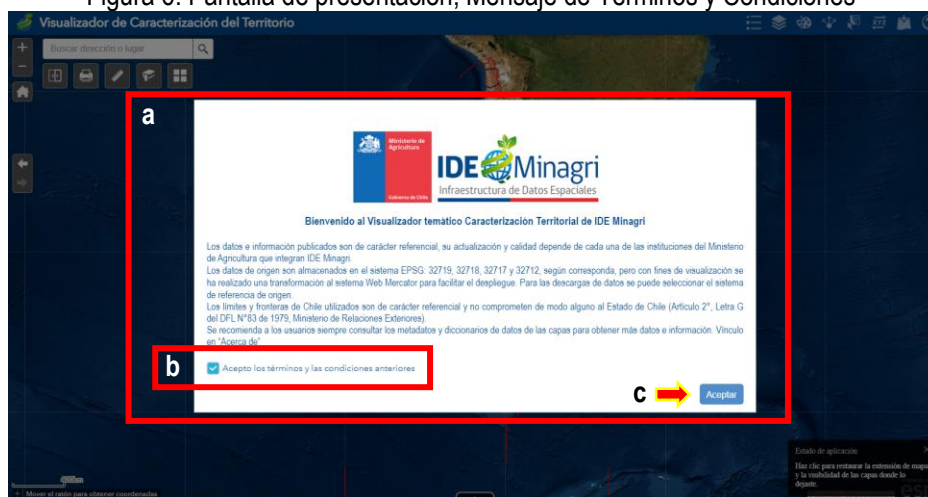 Visualizador de Caracterización del Territorio
Buscar dirección o lugar
a
Ministerio de
Agricultura
Gobierno de Chile
IDE Minagri
Infraestructura de Datos Espaciales
Bienvenido al Visualizador temático Caracterización Territorial de IDE Minagri
Los datos e información publicados son de carácter referencial, su actualización y calidad depende de cada una de las instituciones del Ministerio
de Agricultura que integran IDE Minagri.
Los datos de origen son almacenados en el sistema EPSG: 32719, 32718, 32717 y 32712, según corresponda, pero con fines de visualización se
ha realizado una transformación al sistema Web Mercator para facilitar el despliegue. Para las descargas de datos se puede seleccionar el sistema
de referencia de origen.
Los límites y fronteras de Chile utilizados son de carácter referencial y no comprometen de modo alguno al Estado de Chile (Artículo 2°, Letra G
del DFL N°83 de 1979, Ministerio de Relaciones Exteriores).
Se recomienda a los usuarios siempre consultar los metadatos y diccionarios de datos de las capas para obtener más datos e información. Vínculo
en "Acerca de"
b
Acepto los términos y las condiciones anteriores
c
Aceptar
Estado de aplicación
Haz clic para restaurar la extensión de mapa
y la visibilidad de las capas donde lo
dejaste.
Mover el ratón para obtener coordenadas